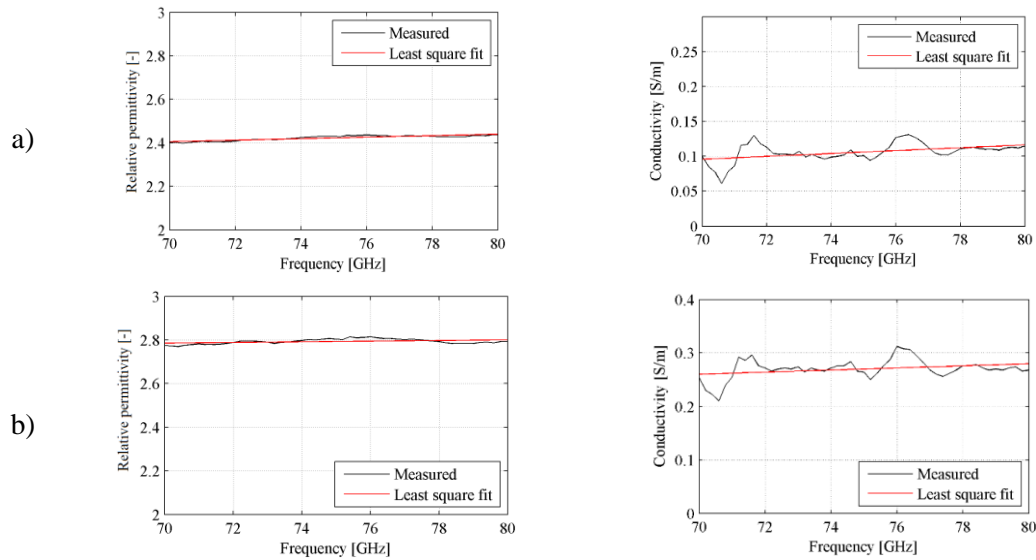 a)
3
2.8
2.6
2.4
2.2
2
Relative permittivity [-]
70 72 74 76 78 80
Frequency [GHz]
Measured
Least square fit
0.25
0.2
0.15
0.1
0.05
0
Conductivity [S/m]
70 72 74 76 78 80
Frequency [GHz]
Measured
Least square fit
b)
3
2.8
2.6
2.4
2.2
2
Relative permittivity [-]
70 72 74 76 78 80
Frequency [GHz]
Measured
Least square fit
0.4
0.3
0.2
0.1
0
Conductivity [S/m]
70 72 74 76 78 80
Frequency [GHz]
Measured
Least square fit